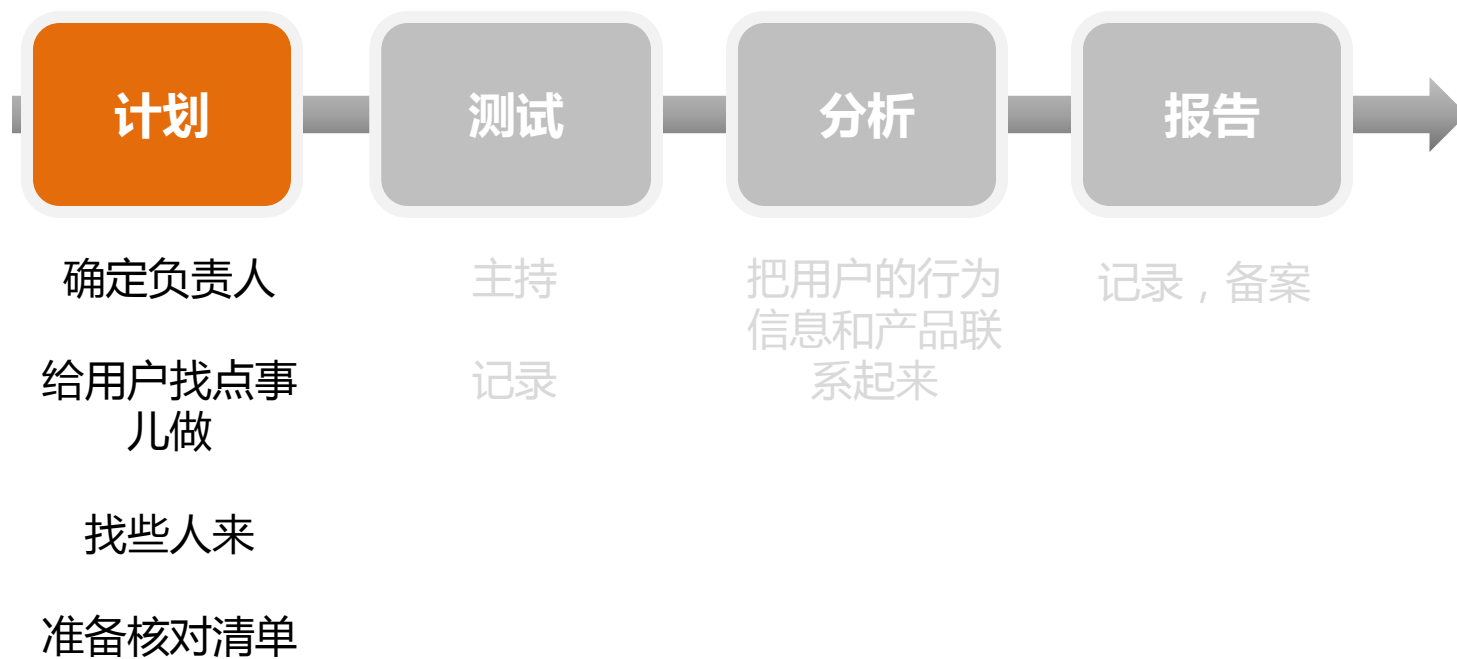 计划
测试
分析
报告
确定负责人
给用户找点事
儿做
找些人来
准备核对清单
主持
记录
把用户的行为
信息和产品联
系起来
记录，备案